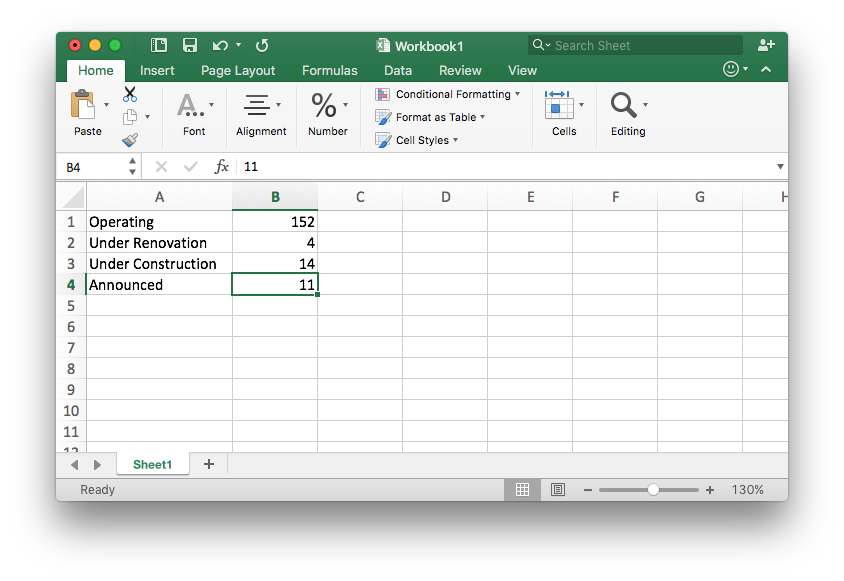 Workbook1
Search Sheet
Home Insert Page Layout Formulas Data Review View
Paste
A...
Font
Alignment
%
Number
Conditional Formatting
Format as Table
Cell Styles
Cells
Editing
B4 fx 11
A B C D E F G H
1 Operating 152
2 Under Renovation 4
3 Under Construction 14
4 Announced 11
5
6
7
8
9
10
11
12
Sheet1 +
Ready − + 130%